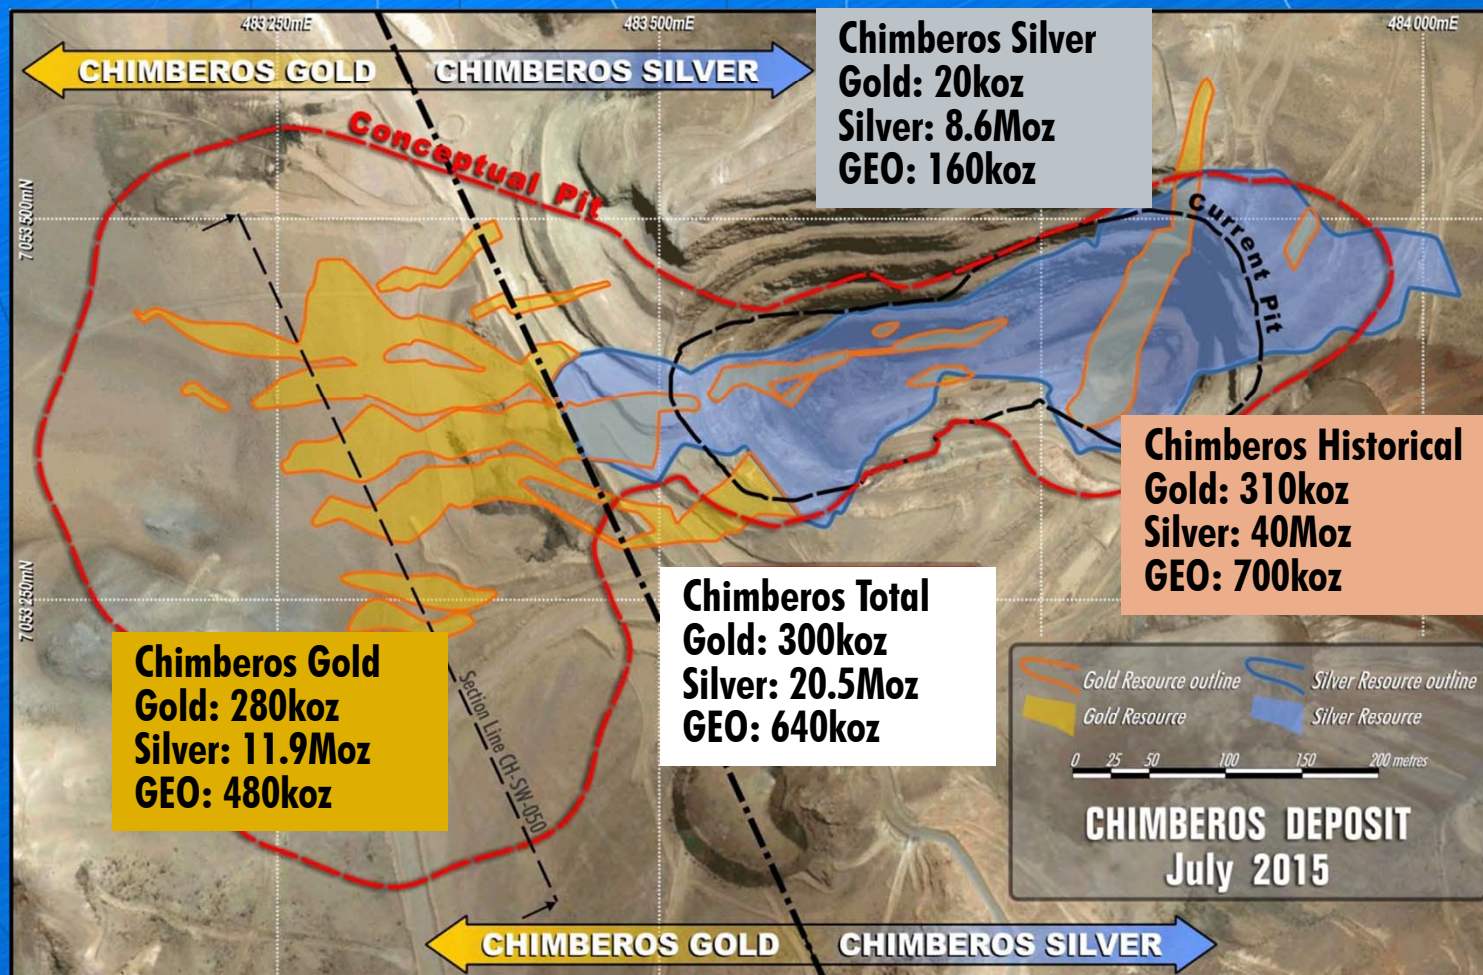 483 250mE
483 500mE
484 000mE
CHIMBEROS GOLD
CHIMBEROS SILVER
Chimberos Silver
Gold: 20koz
Silver: 8.6Moz
GEO: 160koz
Conceptual Pit
7 053 500mN
Current Pit
Chimberos Historical
Gold: 310koz
Silver: 40Moz
GEO: 700koz
7 053 250mN
Chimberos Total
Gold: 300koz
Silver: 20.5Moz
GEO: 640koz
Chimberos Gold
Gold: 280koz
Silver: 11.9Moz
GEO: 480koz
Section Line CH-SW-050
Gold Resource outline
Silver Resource outline
Gold Resource
Silver Resource
0 25 50 100 150 200 metres
CHIMBEROS DEPOSIT
July 2015
CHIMBEROS GOLD
CHIMBEROS SILVER